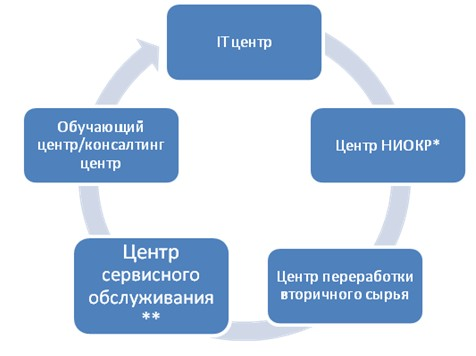 IT центр
Центр НИОКР*
Центр переработки
вторичного сырья
Центр
сервисного
обслуживания
**
Обучающий
центр/консалтинг
центр